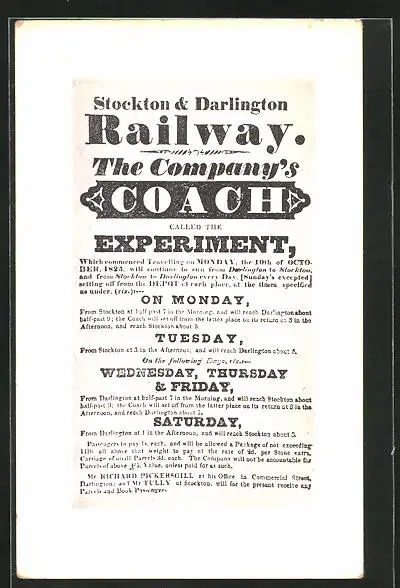 Stockton & Darlington
Railway.
The Company's
COACH
CALLED THE
EXPERIMENT,
Which commenced Travelling on MONDAY, the 10th of OCTO-
BER, 1825, will continue to run from Darlington to Stockton,
and from Stockton to Darlington every Day, [Sunday's excepted]
setting off from the DEPOT at each place, at the times specified
as under, (viz.):—
ON MONDAY,
From Stockton at half-past 7 in the Morning, and will reach Darlington about
half-past 9; the Coach will set off from the latter place on its return at 3 in the
Afternoon, and reach Stockton about 5.
TUESDAY,
From Stockton at 3 in the Afternoon, and will reach Darlington about 5.
On the following Days, viz.:—
WEDNESDAY, THURSDAY
& FRIDAY,
From Darlington at half-past 7 in the Morning, and will reach Stockton about
half-past 9; the Coach will set off from the latter place on its return at 3 in the
Afternoon, and reach Darlington about 5.
SATURDAY,
From Darlington at 1 in the Afternoon, and will reach Stockton about 3.
Passengers to pay 1s. each, and will be allowed a Package of not exceeding
14lb. all above that weight to pay at the rate of 2d. per Stone extra.
Carriage of small Parcels 3d. each. The Company will not be accountable for
Parcels of above £5. Value, unless paid for as such.
Mr RICHARD PICKERSGILL at his Office in Commercial Street,
Darlington; and Mr TULLY at Stockton, will for the present receive any
Parcels and Book Passengers.